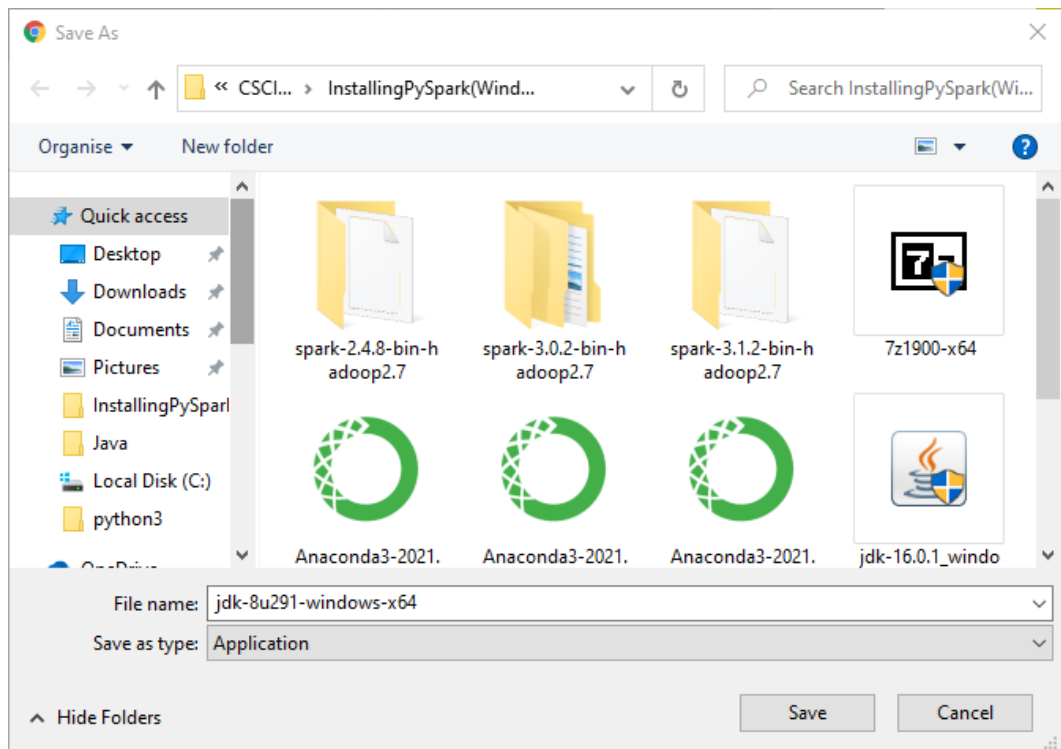 Save As
« CSCI... › InstallingPySpark(Wind...
Search InstallingPySpark(Wi...
Organise
New folder
Quick access
Desktop
Downloads
Documents
Pictures
InstallingPySparl
Java
Local Disk (C:)
python3
spark-2.4.8-bin-h
adoop2.7
spark-3.0.2-bin-h
adoop2.7
spark-3.1.2-bin-h
adoop2.7
7z1900-x64
Anaconda3-2021.
Anaconda3-2021.
Anaconda3-2021.
jdk-16.0.1_windo
File name: jdk-8u291-windows-x64
Save as type: Application
Hide Folders
Save
Cancel